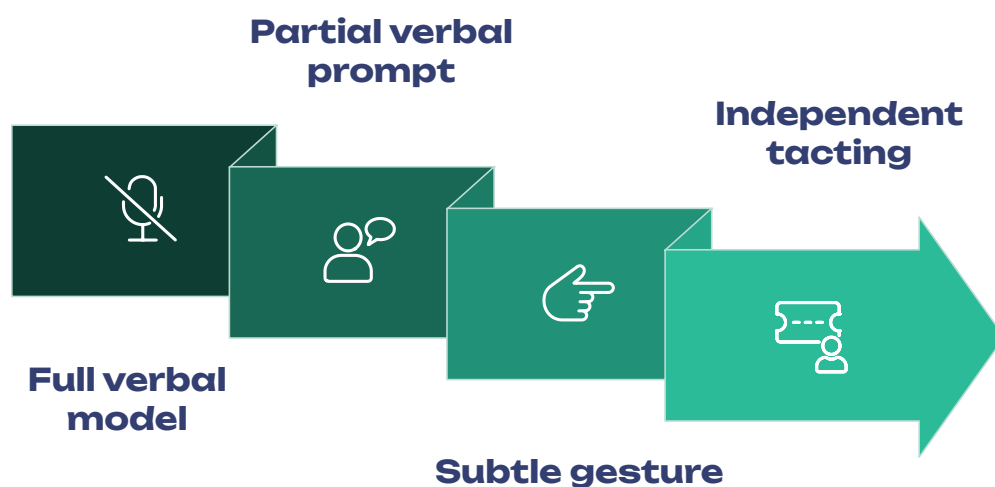 Partial verbal
prompt
Independent
tacting
Full verbal
model
Subtle gesture